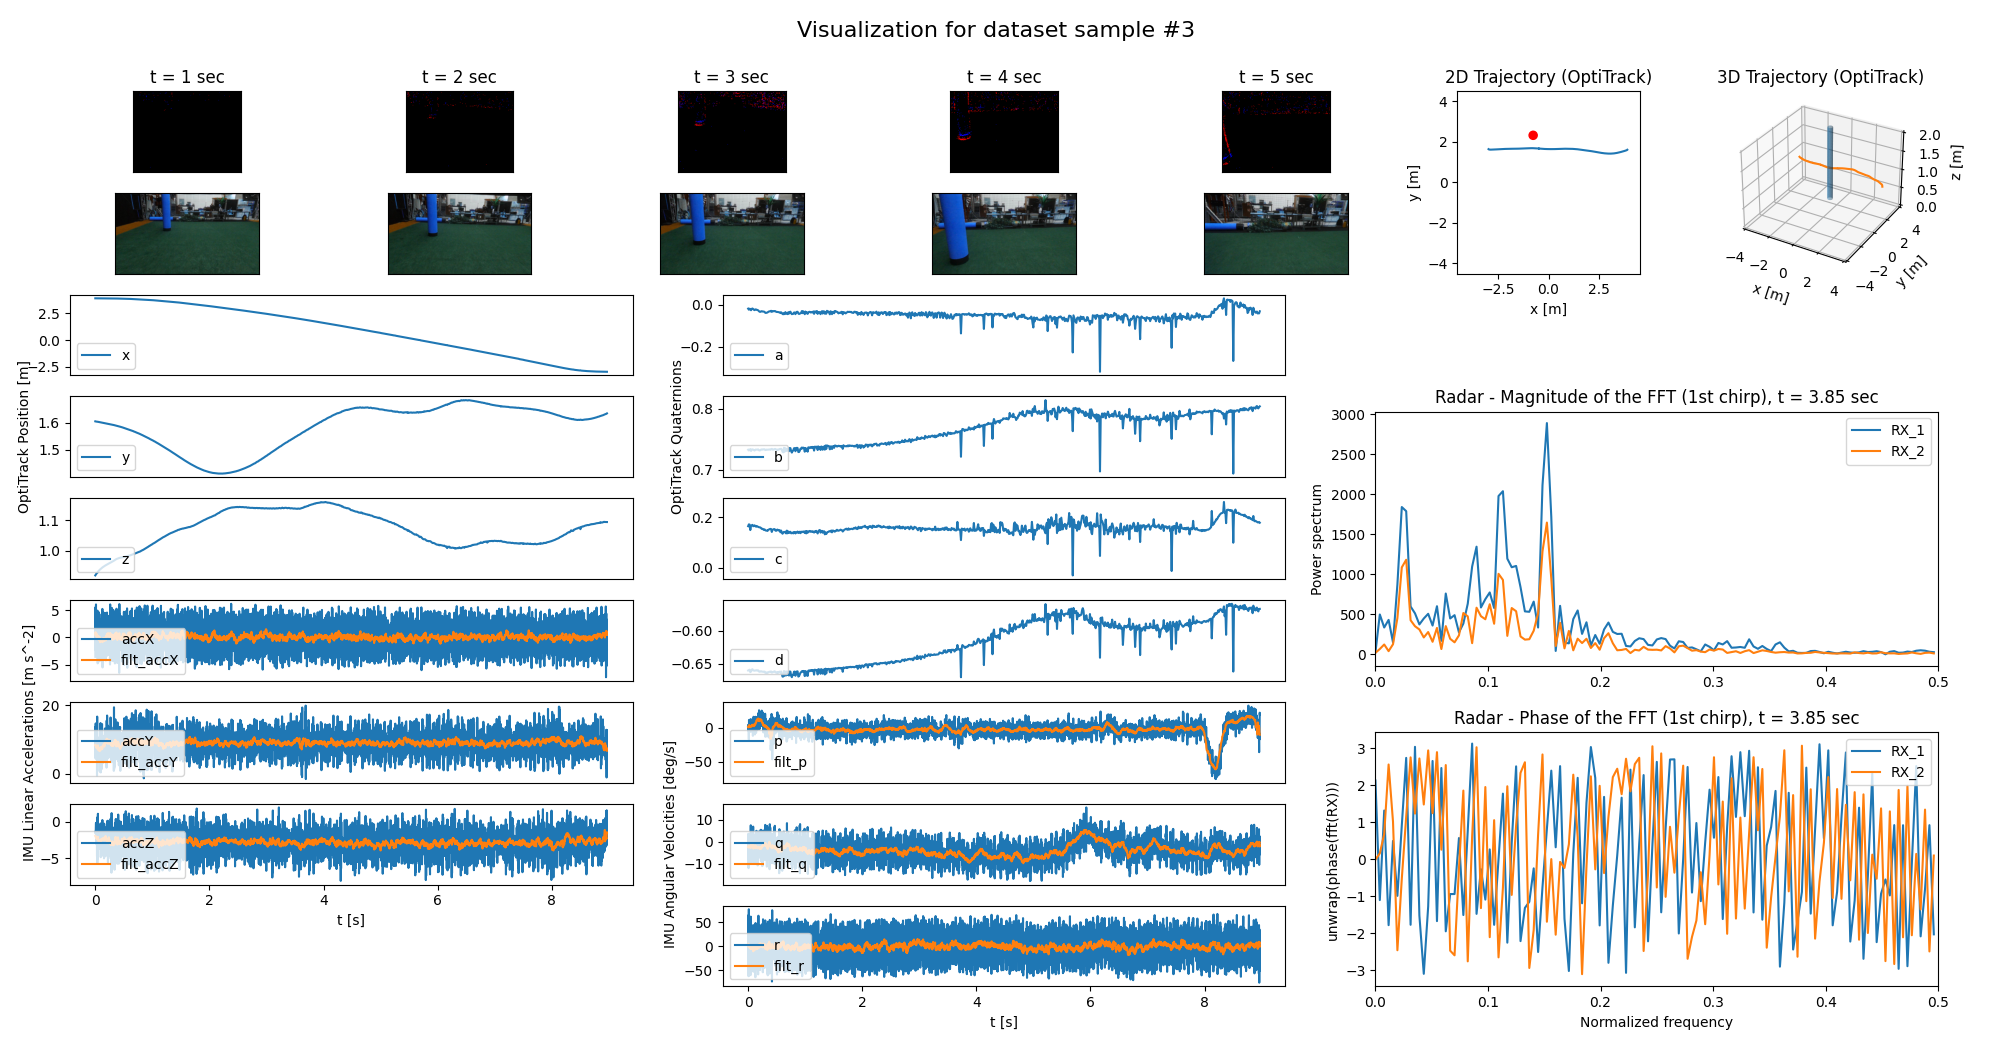 Visualization for dataset sample #3
t = 1 sec
t = 2 sec
t = 3 sec
t = 4 sec
t = 5 sec
2D Trajectory (OptiTrack)
4
2
0
−2
−4
y [m]
−2.5
0.0
2.5
x [m]
3D Trajectory (OptiTrack)
2.0
1.5
1.0
0.5
0.0
z [m]
−4
−2
0
2
4
x [m]
−4
−2
0
2
4
y [m]
OptiTrack Position [m]
2.5
0.0
−2.5
x
1.6
1.5
y
1.1
1.0
z
IMU Linear Accelerations [m s^-2]
5
0
−5
accX
filt_accX
20
0
accY
filt_accY
0
−5
accZ
filt_accZ
0
2
4
6
8
t [s]
OptiTrack Quaternions
0.0
−0.2
a
0.8
0.7
b
0.2
0.0
c
−0.60
−0.65
d
IMU Angular Velocities [deg/s]
0
−50
p
filt_p
10
0
−10
q
filt_q
50
0
−50
r
filt_r
0
2
4
6
8
t [s]
Radar - Magnitude of the FFT (1st chirp), t = 3.85 sec
3000
2500
2000
1500
1000
500
0
Power spectrum
RX_1
RX_2
0.0
0.1
0.2
0.3
0.4
0.5
Radar - Phase of the FFT (1st chirp), t = 3.85 sec
3
2
1
0
−1
−2
−3
unwrap(phase(fft(RX)))
RX_1
RX_2
0.0
0.1
0.2
0.3
0.4
0.5
Normalized frequency